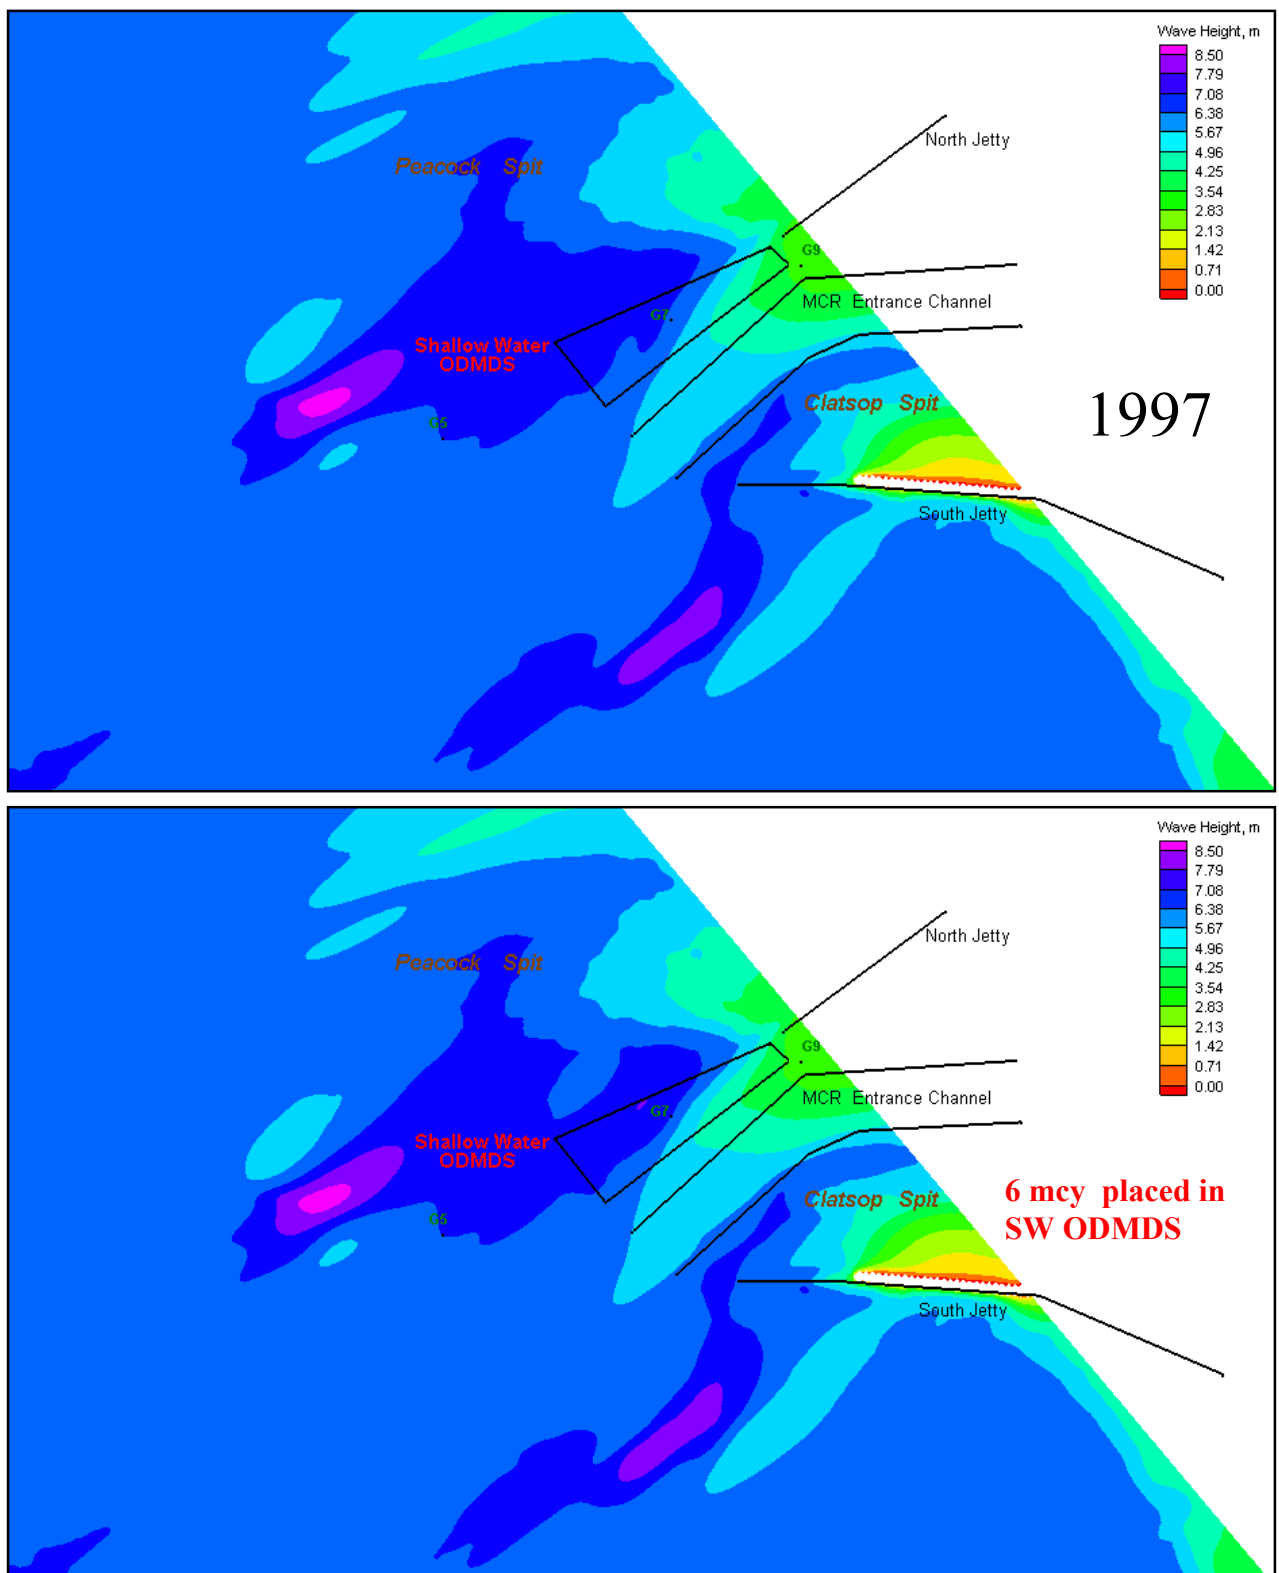 Wave Height, m
8.50
7.79
7.08
6.38
5.67
4.96
4.25
3.54
2.83
2.13
1.42
0.71
0.00
North Jetty
Peacock Spit
G9
MCR Entrance Channel
G7
Shallow Water
ODMDS
Clatsop Spit
1997
G5
South Jetty
Wave Height, m
8.50
7.79
7.08
6.38
5.67
4.96
4.25
3.54
2.83
2.13
1.42
0.71
0.00
North Jetty
Peacock Spit
G9
MCR Entrance Channel
G7
Shallow Water
ODMDS
Clatsop Spit
6 mcy placed in
SW ODMDS
G5
South Jetty